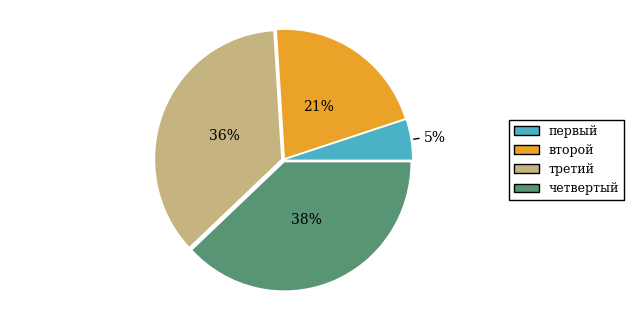 21%
36%
5%
38%
первый
второй
третий
четвертый